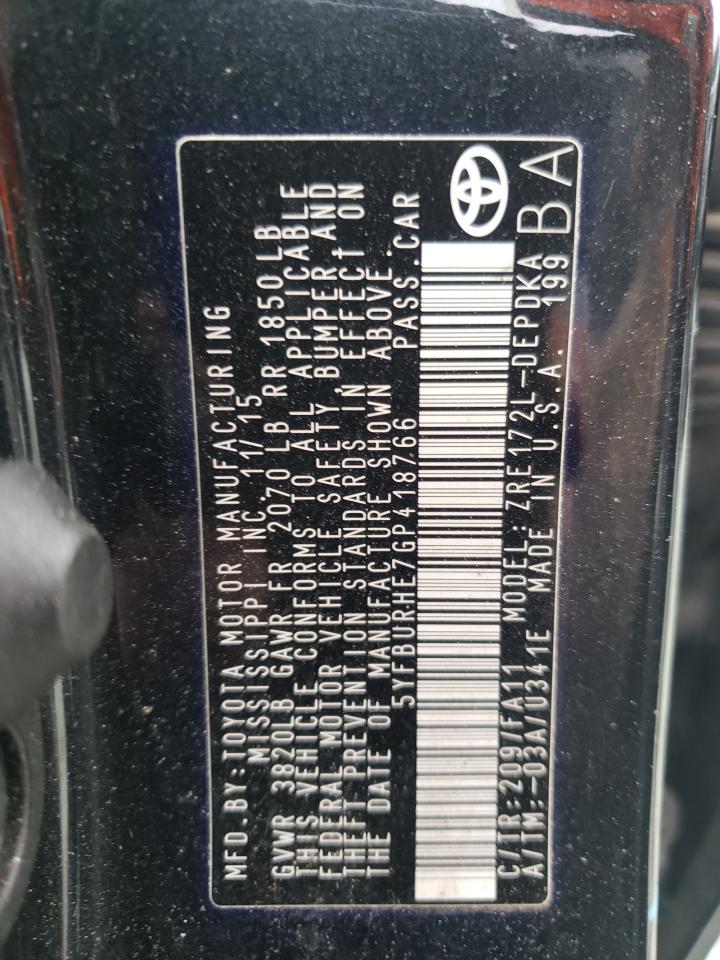 MFD.BY:TOYOTA MOTOR MANUFACTURING
MISSISSIPPI INC. 11/15
GVWR 3820LB GAWR FR 2070 LB RR 1850 LB
THIS VEHICLE CONFORMS TO ALL APPLICABLE
FEDERAL MOTOR VEHICLE SAFETY, BUMPER AND
THEFT PREVENTION STANDARDS IN EFFECT ON
THE DATE OF MANUFACTURE SHOWN ABOVE.
5YFBURHE7GP418766 PASS.CAR
C/TR:209/FA11 MODEL:ZRE172L-DEPDKA
A/TM:-03A/U341E MADE IN U.S.A. 199 BA